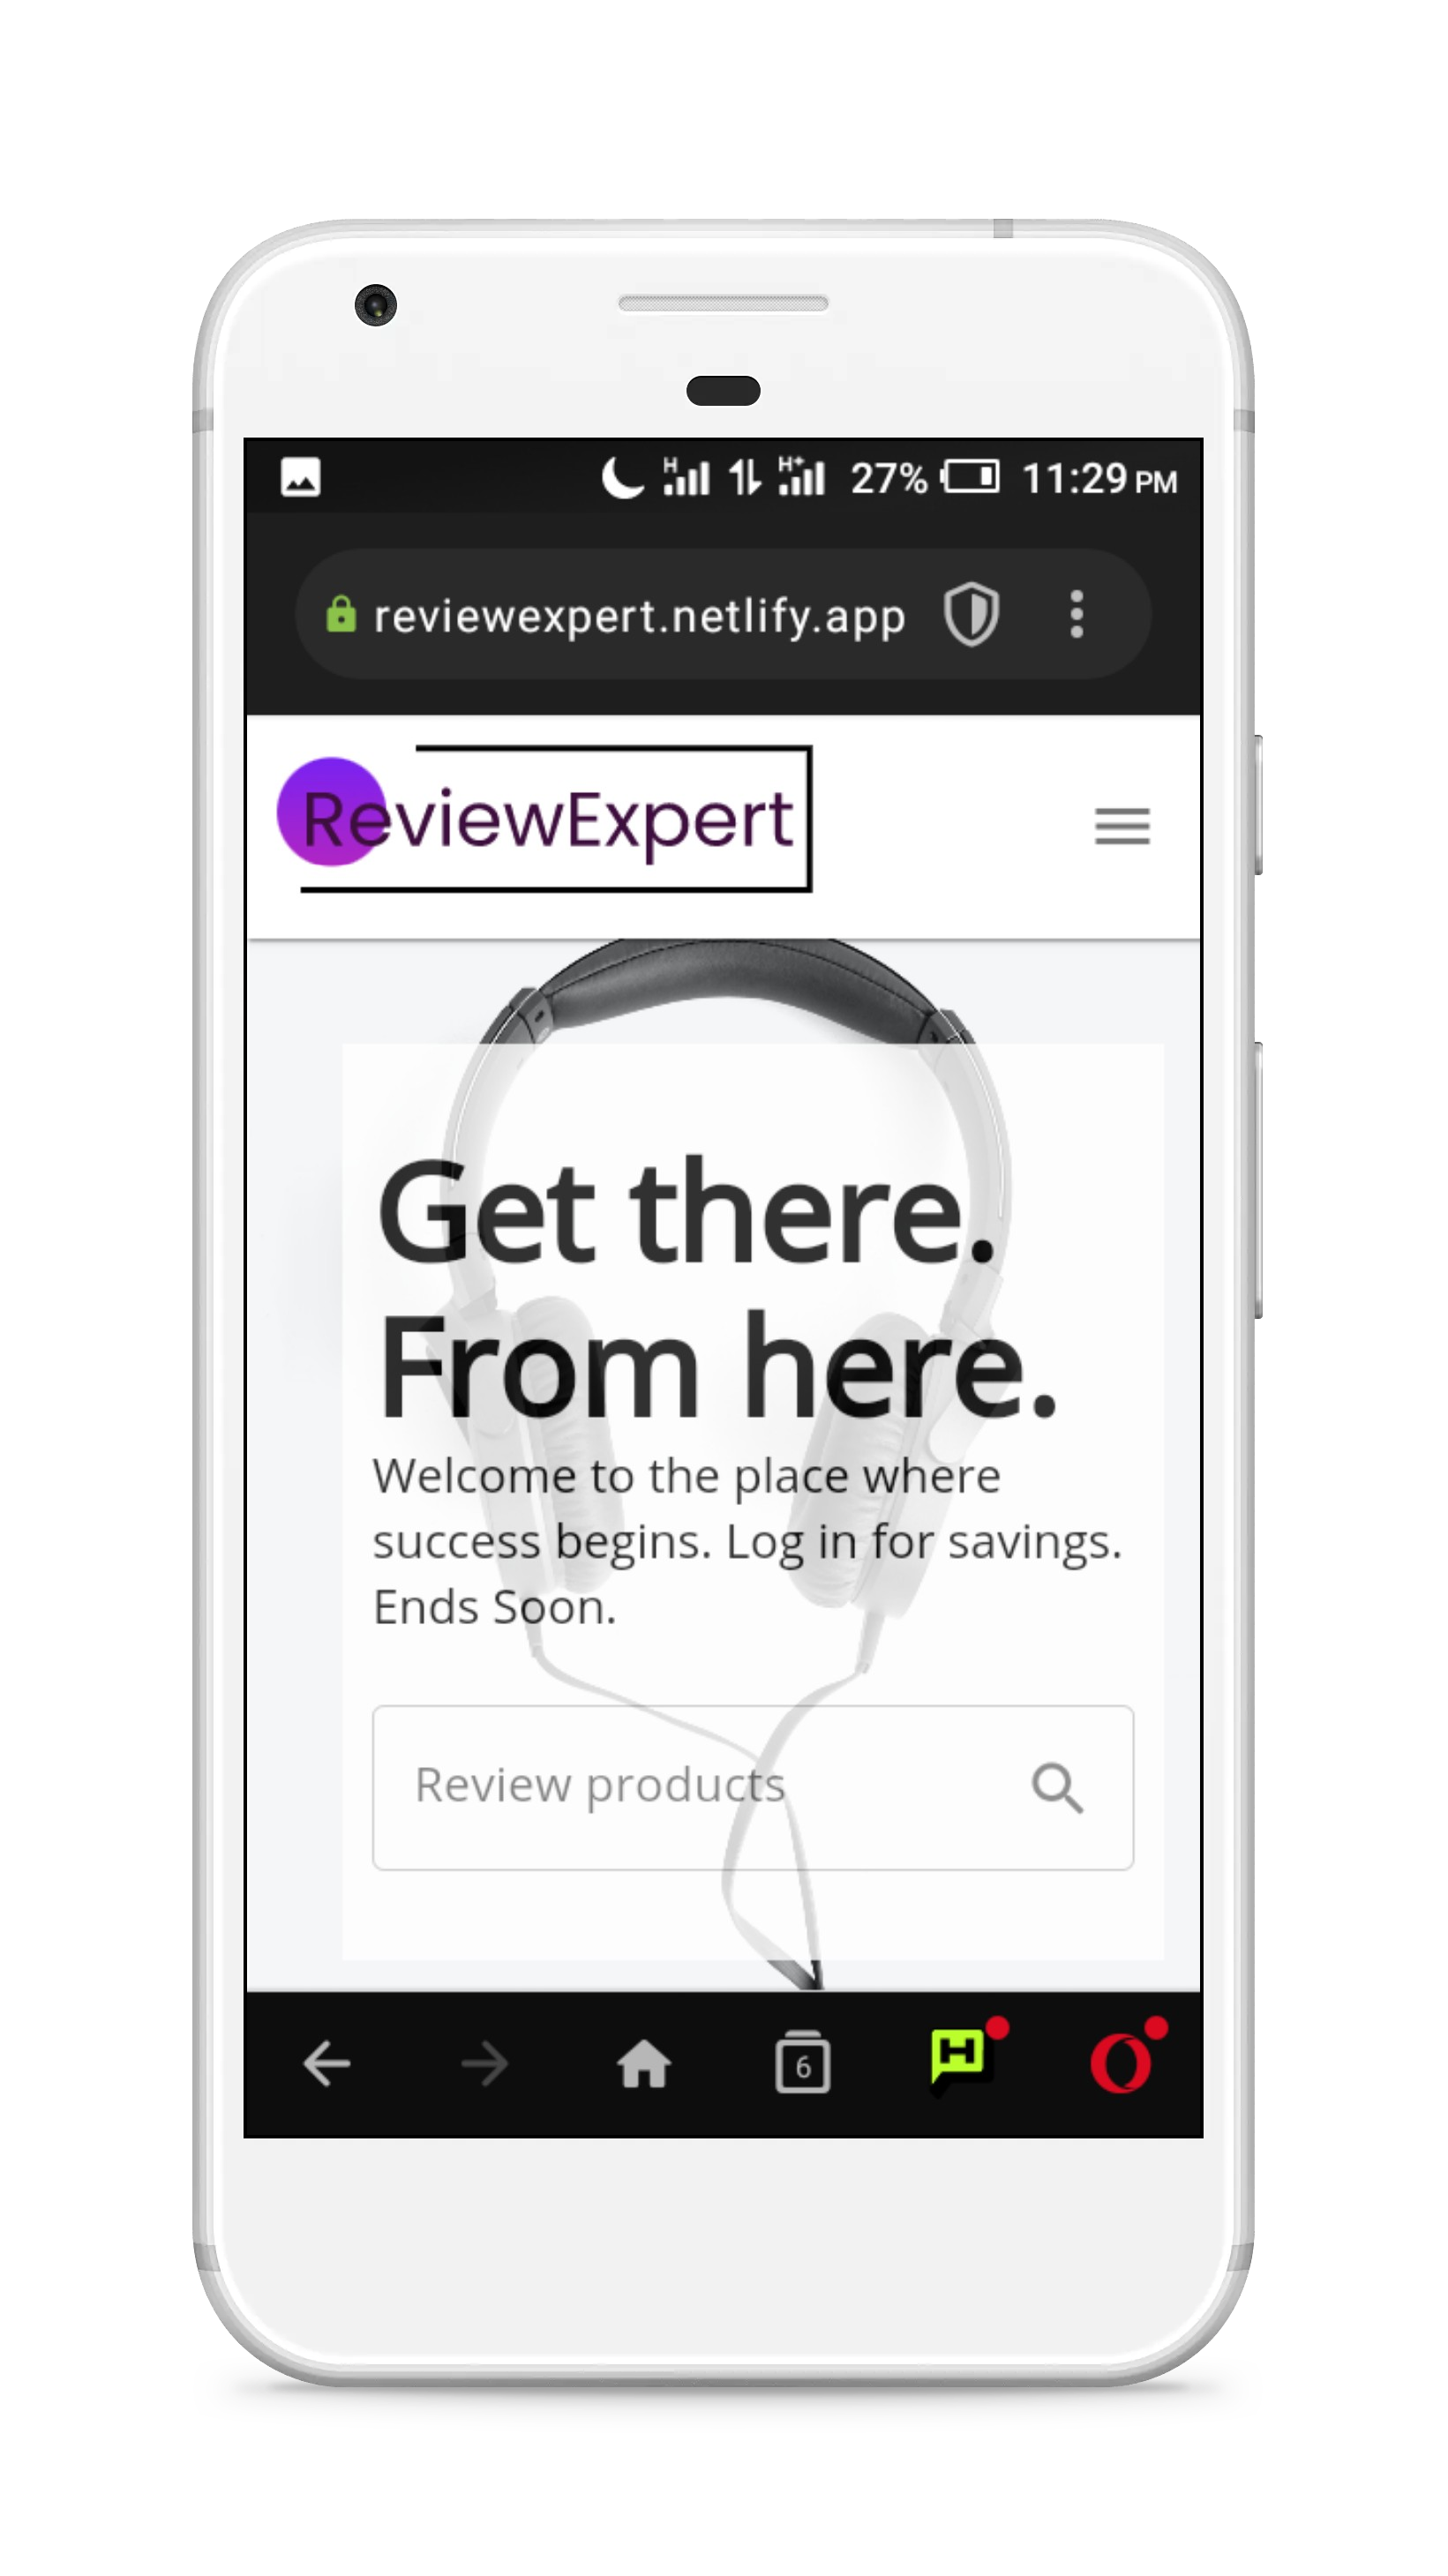 H H+ 27% 11:29 PM
reviewexpert.netlify.app
ReviewExpert
Get there.
From here.
Welcome to the place where
success begins. Log in for savings.
Ends Soon.
Review products
6 H